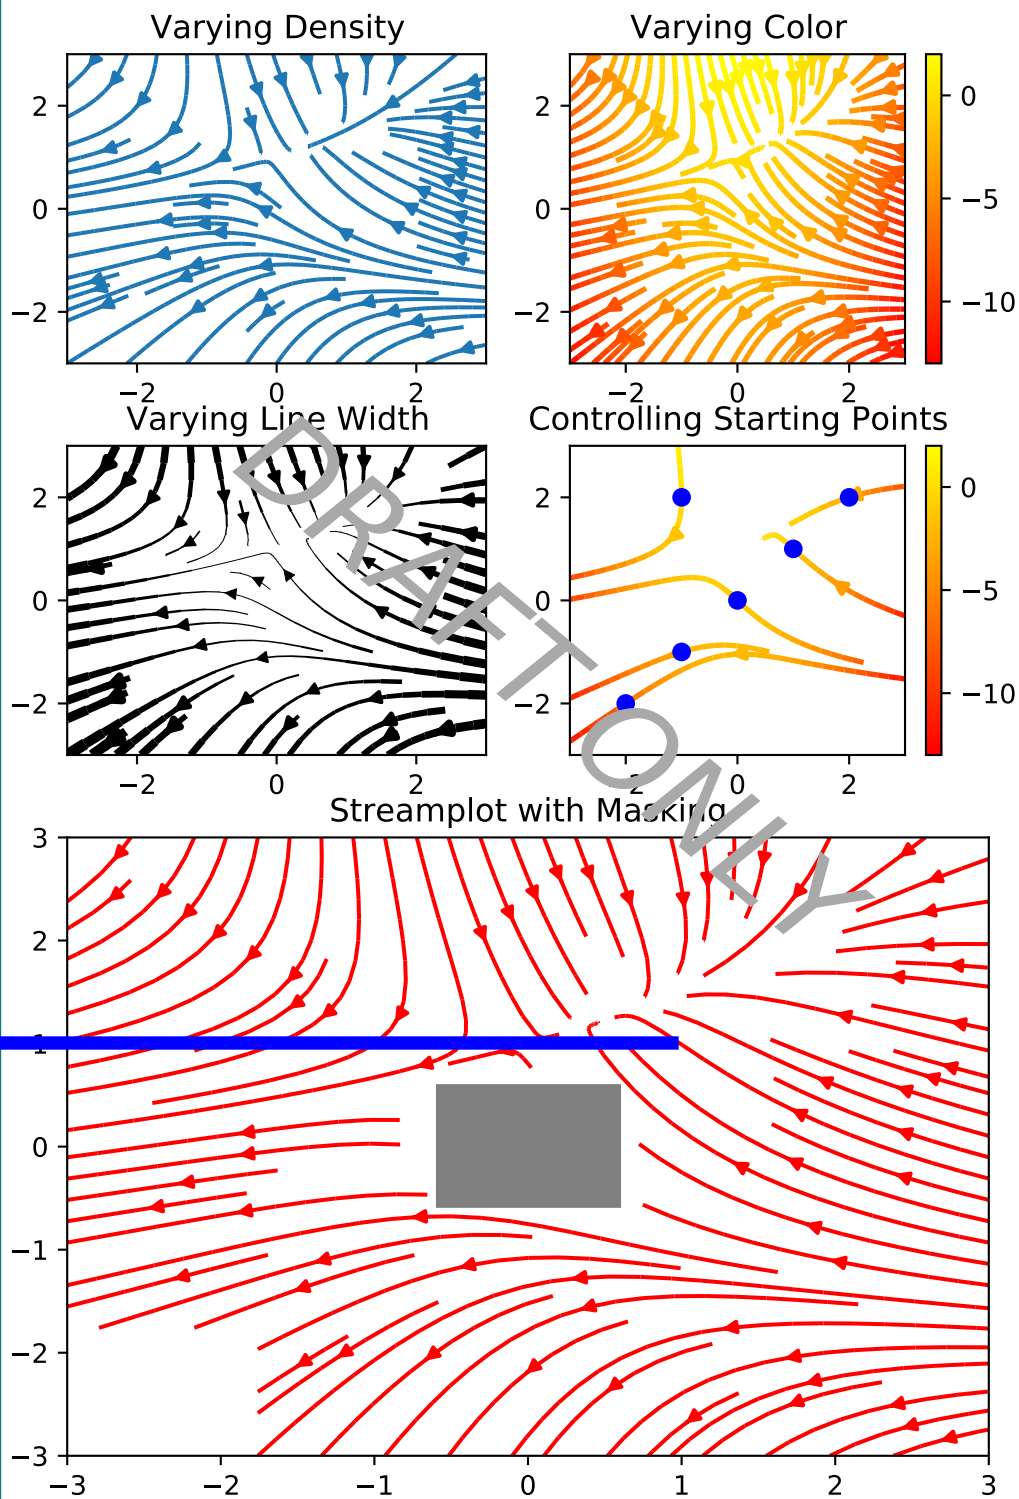 Varying Density
Varying Color
2
0
−2
2
0
−2
0
−5
−10
−2 0 2
−2 0 2
Varying Line Width
Controlling Starting Points
2
0
−2
2
0
−2
0
−5
−10
−2 0 2
−2 0 2
DRAFT ONLY
Streamplot with Masking
3
2
1
0
−1
−2
−3
−3 −2 −1 0 1 2 3